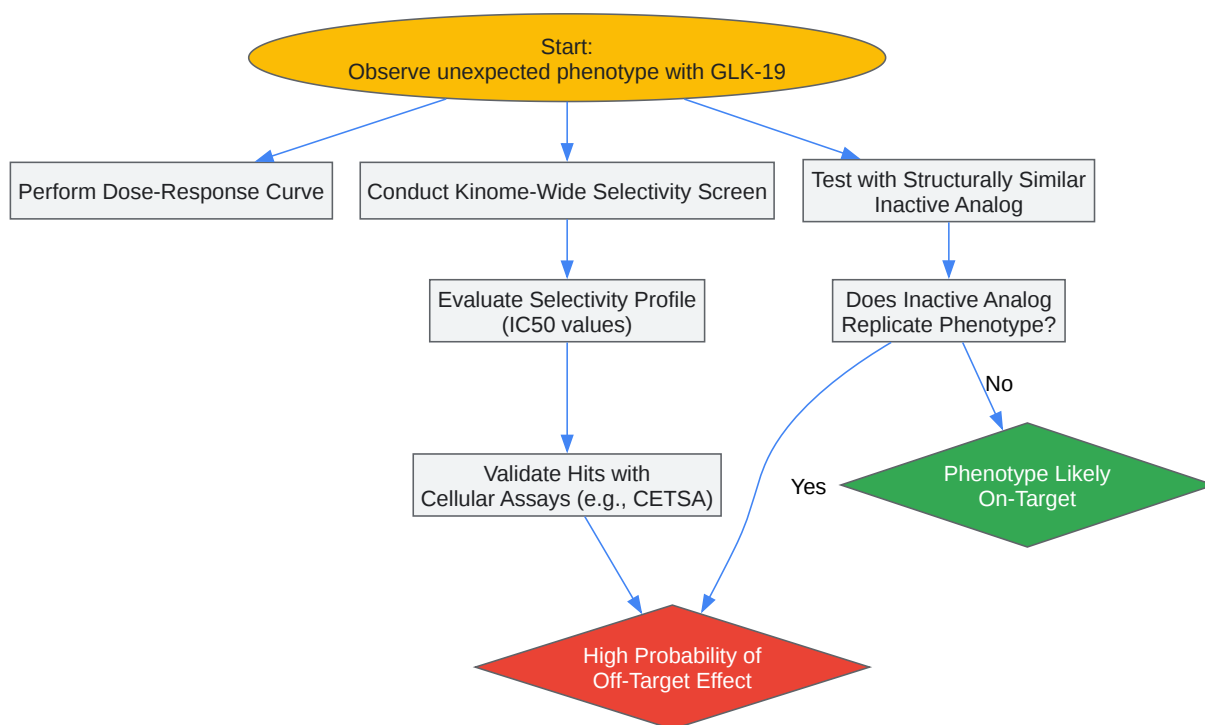 Start:
Observe unexpected phenotype with GLK-19
Perform Dose-Response Curve
Conduct Kinome-Wide Selectivity Screen
Test with Structurally Similar
Inactive Analog
Evaluate Selectivity Profile
(IC50 values)
Does Inactive Analog
Replicate Phenotype?
No
Validate Hits with
Cellular Assays (e.g., CETSA)
Yes
Phenotype Likely
On-Target
High Probability of
Off-Target Effect